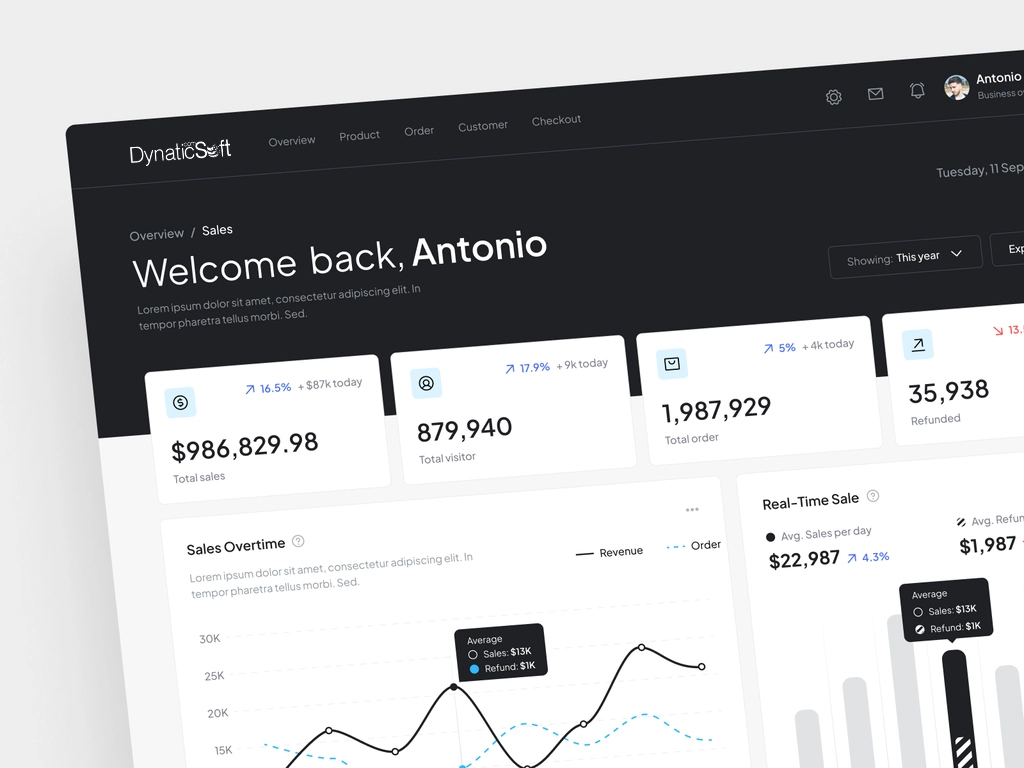 DynaticSoft
Overview
Product
Order
Customer
Checkout
Antonio
Business
Tuesday, 11 Sep
Overview / Sales
Welcome back, Antonio
Lorem ipsum dolor sit amet, consectetur adipiscing elit. In
tempor pharetra tellus morbi. Sed.
Showing: This year
16.5% + $87k today
$986,829.98
Total sales
17.9% + 9k today
879,940
Total visitor
5% + 4k today
1,987,929
Total order
35,938
Refunded
Sales Overtime
Lorem ipsum dolor sit amet, consectetur adipiscing elit. In
tempor pharetra tellus morbi. Sed.
Revenue
Order
30K
25K
20K
15K
Average
Sales: $13K
Refund: $1K
Real-Time Sale
Avg. Sales per day
$22,987 4.3%
Avg.
$1,987
Average
Sales: $13K
Refund: $1K